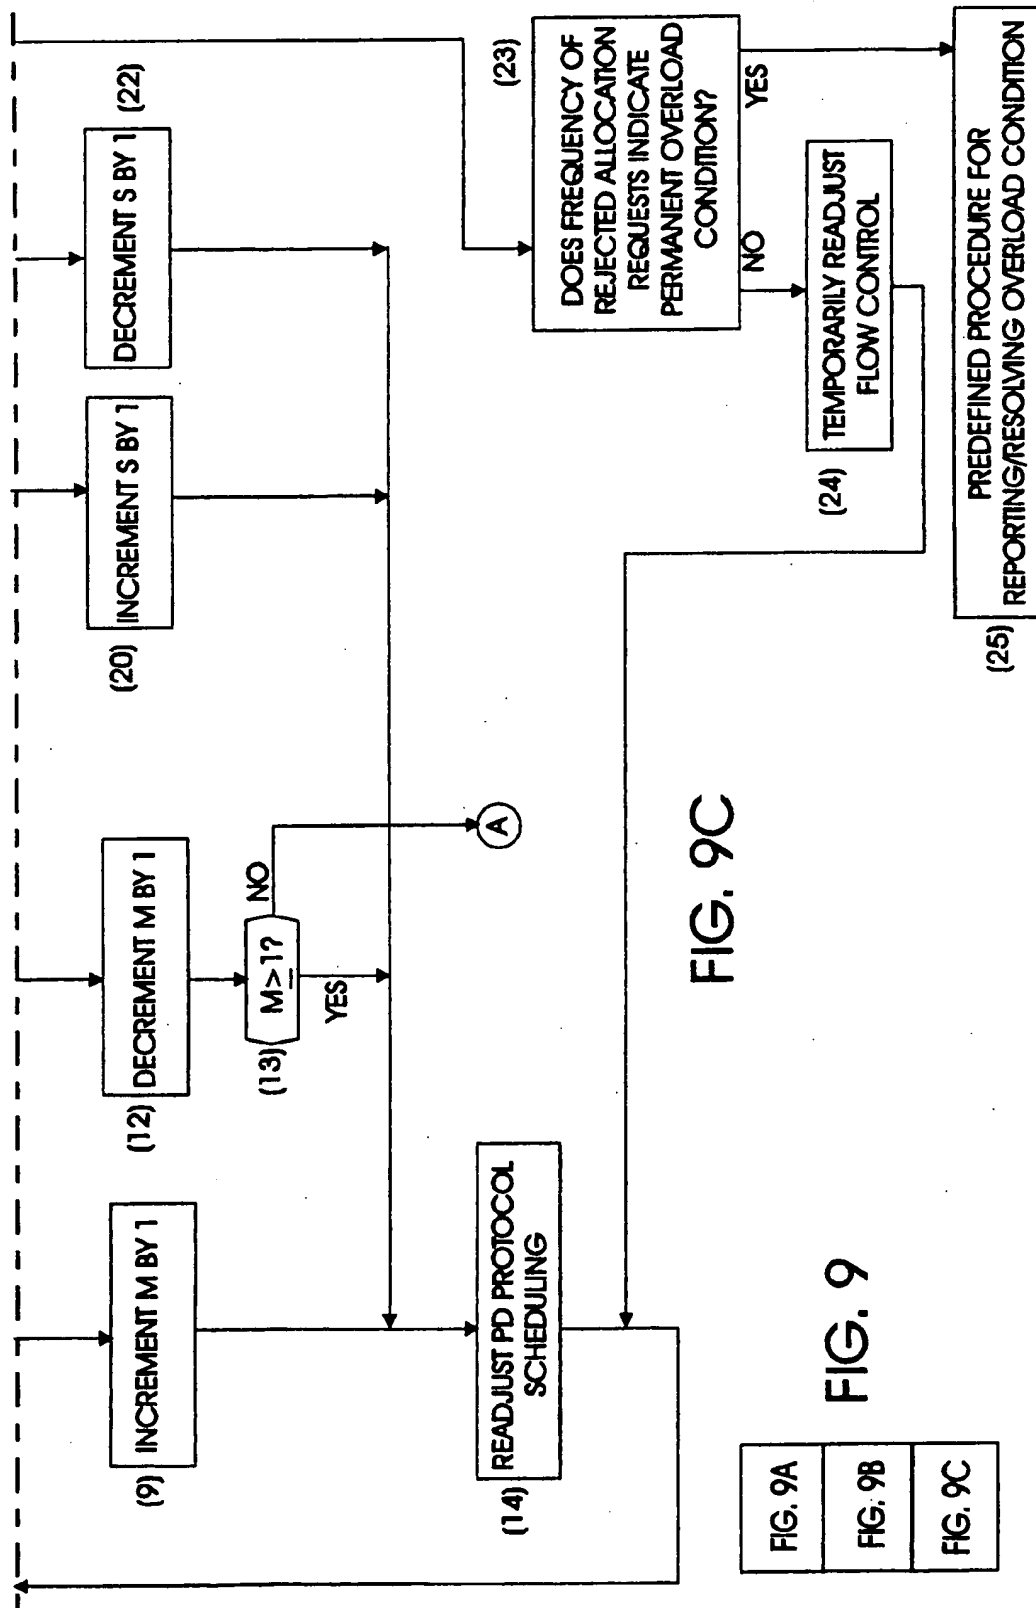 (9)
INCREMENT M BY 1
(12)
DECREMENT M BY 1
(13)
M≥1?
NO
YES
A
(20)
INCREMENT S BY 1
DECREMENT S BY 1
(22)
(14)
READJUST PD PROTOCOL
SCHEDULING
(23)
DOES FREQUENCY OF
REJECTED ALLOCATION
REQUESTS INDICATE
PERMANENT OVERLOAD
CONDITION?
NO
YES
(24)
TEMPORARILY READJUST
FLOW CONTROL
(25)
PREDEFINED PROCEDURE FOR
REPORTING/RESOLVING OVERLOAD CONDITION
FIG. 9C
FIG. 9
FIG. 9A
FIG. 9B
FIG. 9C